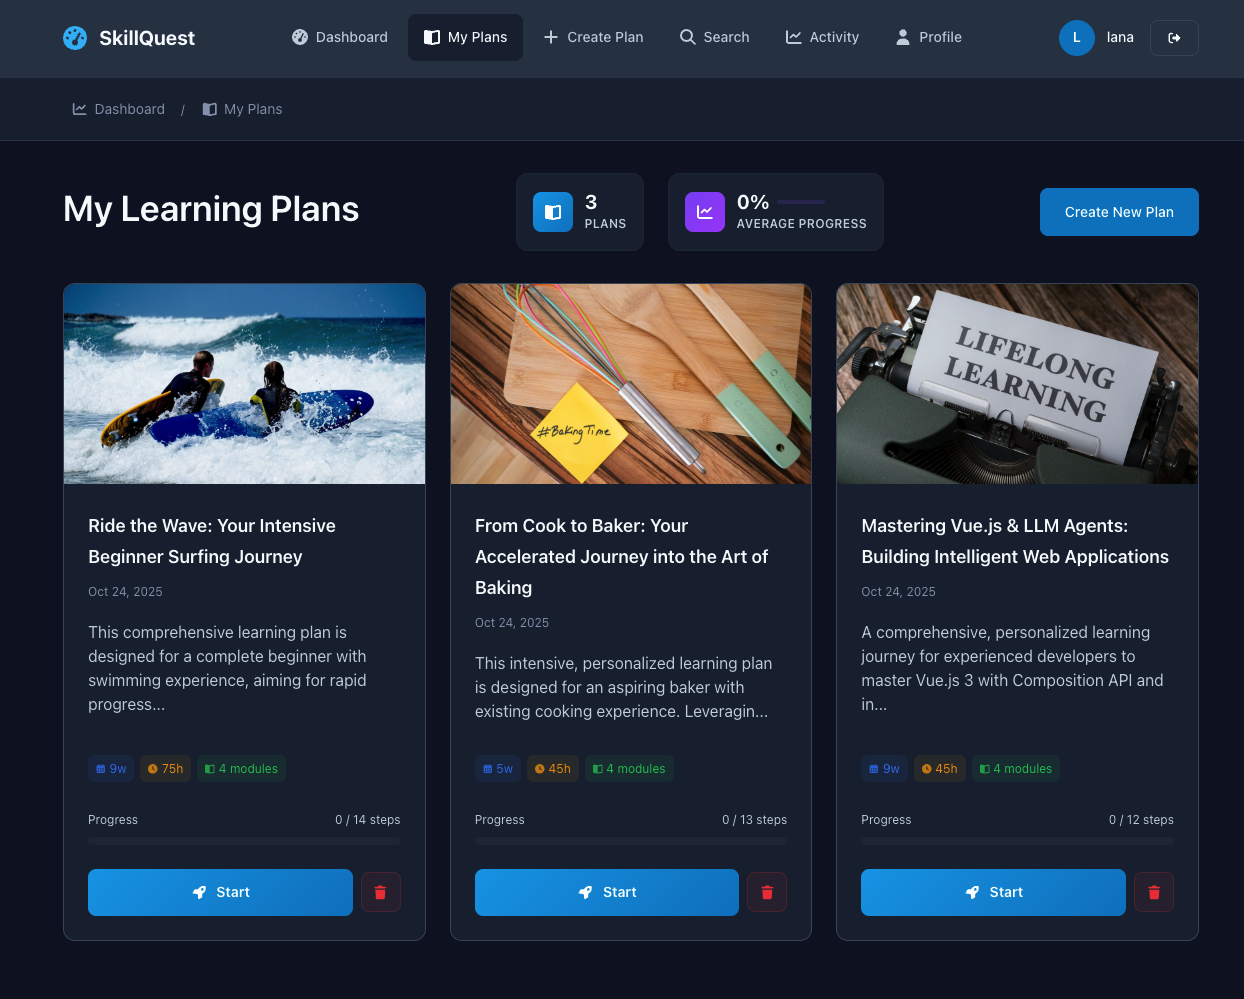 SkillQuest
Dashboard
My Plans
Create Plan
Search
Activity
Profile
L
lana
Dashboard / My Plans
My Learning Plans
3
PLANS
0%
AVERAGE PROGRESS
Create New Plan
#BakingTime
LIFELONG
LEARNING
Ride the Wave: Your Intensive
Beginner Surfing Journey
Oct 24, 2025
This comprehensive learning plan is
designed for a complete beginner with
swimming experience, aiming for rapid
progress...
9w
75h
4 modules
Progress
0 / 14 steps
Start
From Cook to Baker: Your
Accelerated Journey into the Art of
Baking
Oct 24, 2025
This intensive, personalized learning plan
is designed for an aspiring baker with
existing cooking experience. Leveragin...
5w
45h
4 modules
Progress
0 / 13 steps
Start
Mastering Vue.js & LLM Agents:
Building Intelligent Web Applications
Oct 24, 2025
A comprehensive, personalized learning
journey for experienced developers to
master Vue.js 3 with Composition API and
in...
9w
45h
4 modules
Progress
0 / 12 steps
Start